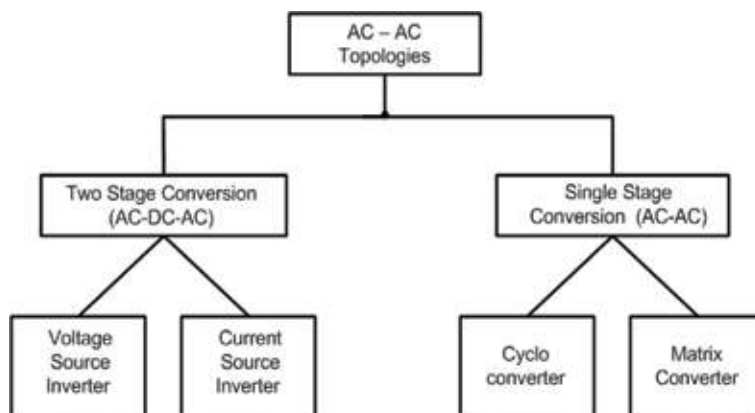 AC – AC
Topologies
Two Stage Conversion
(AC-DC-AC)
Single Stage
Conversion (AC-AC)
Voltage
Source
Inverter
Current
Source
Inverter
Cyclo
converter
Matrix
Converter